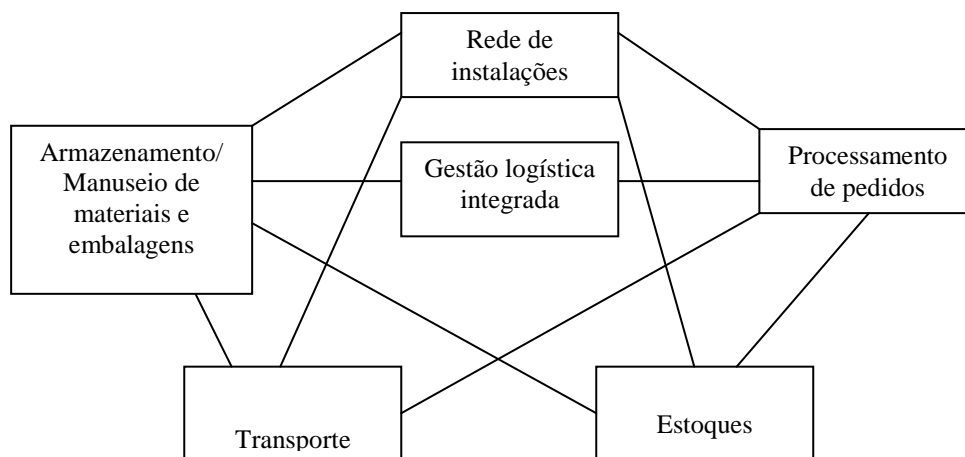 Rede de
instalações
Armazenamento/
Manuseio de
materiais e
embalagens
Gestão logística
integrada
Processamento
de pedidos
Transporte
Estoques